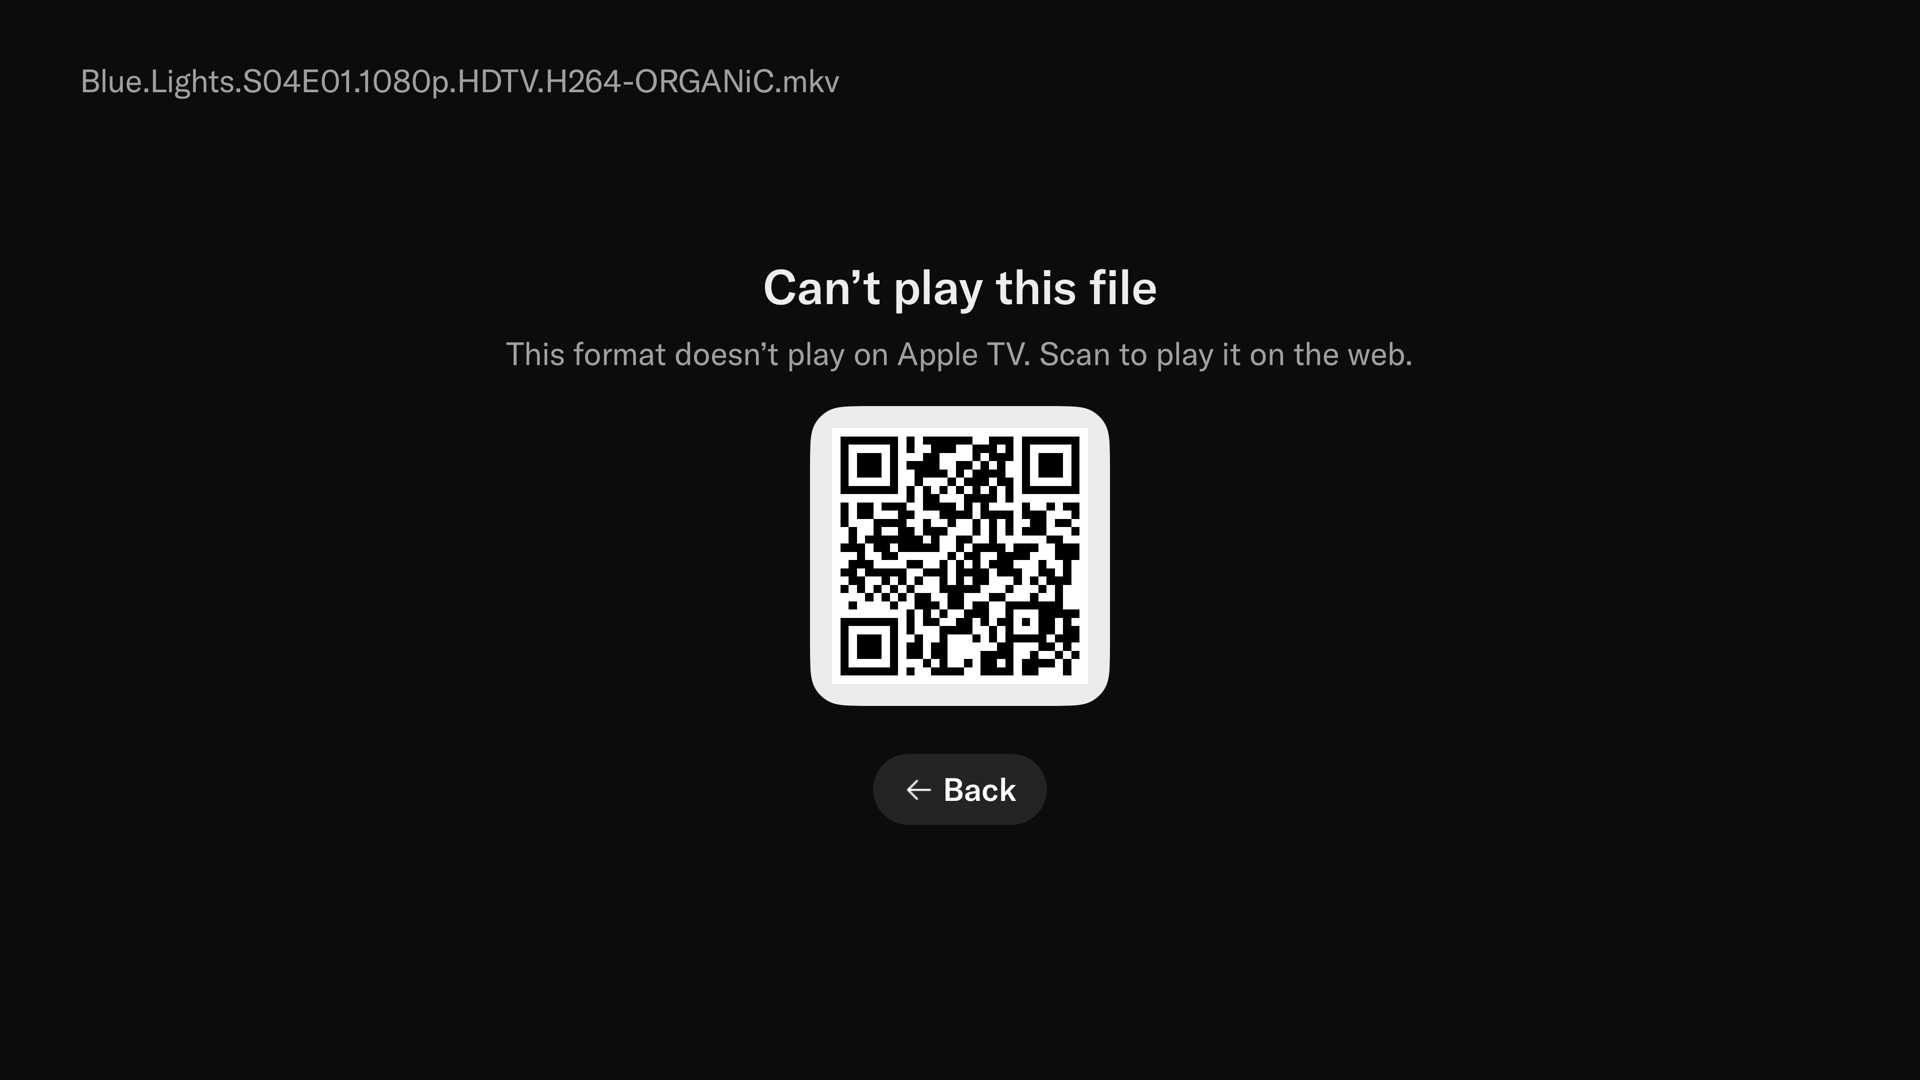 Blue.Lights.S04E01.1080p.HDTV.H264-ORGANiC.mkv
Can’t play this file
This format doesn’t play on Apple TV. Scan to play it on the web.
← Back